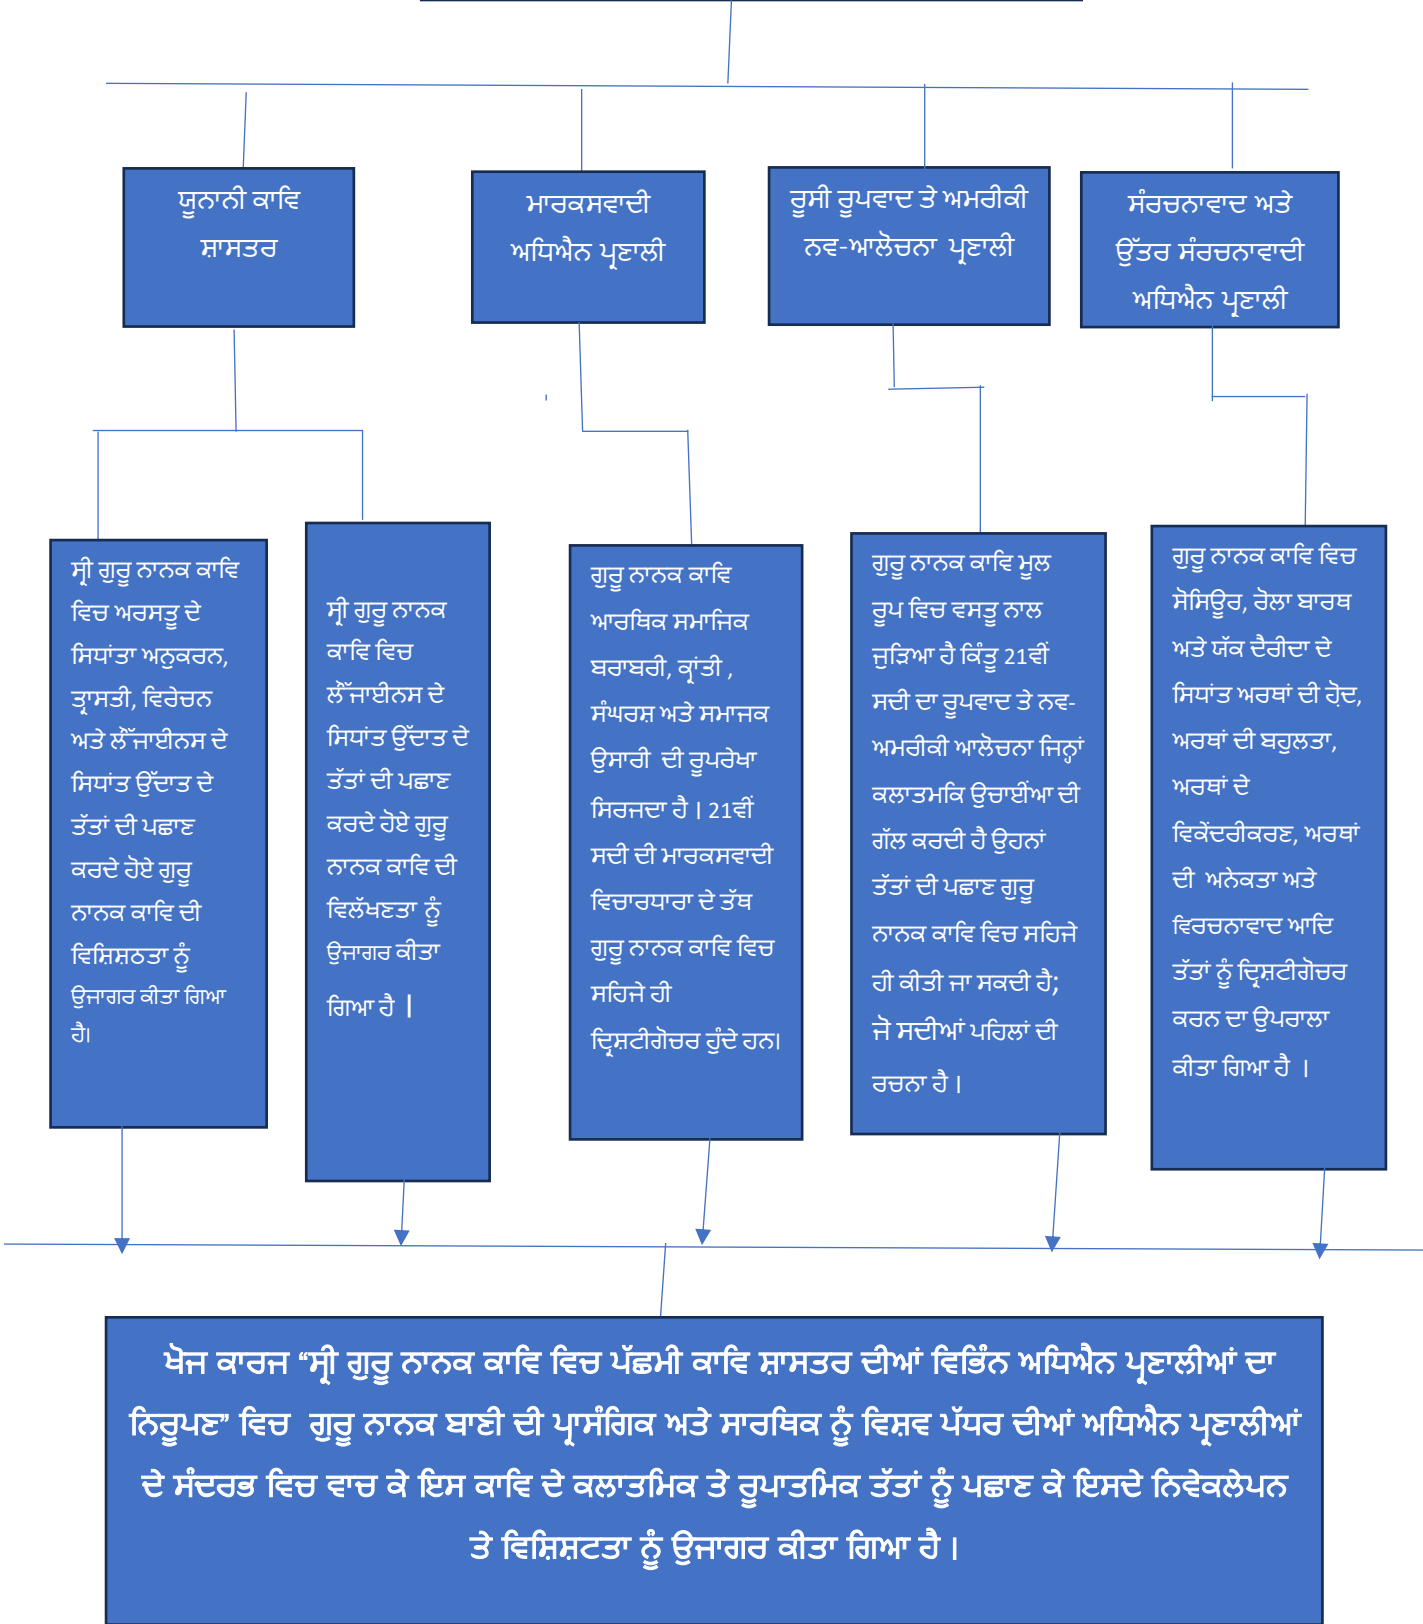 ਯੂਨਾਨੀ ਕਾਵਿ
ਸ਼ਾਸਤਰ
ਮਾਰਕਸਵਾਦੀ
ਅਧਿਐਨ ਪ੍ਰਣਾਲੀ
ਰੂਸੀ ਰੂਪਵਾਦ ਤੇ ਅਮਰੀਕੀ
ਨਵ-ਆਲੋਚਨਾ ਪ੍ਰਣਾਲੀ
ਸੰਰਚਨਾਵਾਦ ਅਤੇ
ਉੱਤਰ ਸੰਰਚਨਾਵਾਦੀ
ਅਧਿਐਨ ਪ੍ਰਣਾਲੀ
ਸ੍ਰੀ ਗੁਰੂ ਨਾਨਕ ਕਾਵਿ
ਵਿਚ ਅਰਸਤੂ ਦੇ
ਸਿਧਾਂਤਾ ਅਨੁਕਰਨ,
ਤ੍ਰਾਸਤੀ, ਵਿਰੇਚਨ
ਅਤੇ ਲੌਂਜਾਈਨਸ ਦੇ
ਸਿਧਾਂਤ ਉੱਦਾਤ ਦੇ
ਤੱਤਾਂ ਦੀ ਪਛਾਣ
ਕਰਦੇ ਹੋਏ ਗੁਰੂ
ਨਾਨਕ ਕਾਵਿ ਦੀ
ਵਿਸ਼ਿਸ਼ਠਤਾ ਨੂੰ
ਉਜਾਗਰ ਕੀਤਾ ਗਿਆ
ਹੈ।
ਸ੍ਰੀ ਗੁਰੂ ਨਾਨਕ
ਕਾਵਿ ਵਿਚ
ਲੌਂਜਾਈਨਸ ਦੇ
ਸਿਧਾਂਤ ਉੱਦਾਤ ਦੇ
ਤੱਤਾਂ ਦੀ ਪਛਾਣ
ਕਰਦੇ ਹੋਏ ਗੁਰੂ
ਨਾਨਕ ਕਾਵਿ ਦੀ
ਵਿਲੱਖਣਤਾ ਨੂੰ
ਉਜਾਗਰ ਕੀਤਾ
ਗਿਆ ਹੈ ।
ਗੁਰੂ ਨਾਨਕ ਕਾਵਿ
ਆਰਥਿਕ ਸਮਾਜਿਕ
ਬਰਾਬਰੀ, ਕ੍ਰਾਂਤੀ ,
ਸੰਘਰਸ਼ ਅਤੇ ਸਮਾਜਕ
ਉਸਾਰੀ ਦੀ ਰੂਪਰੇਖਾ
ਸਿਰਜਦਾ ਹੈ । 21ਵੀਂ
ਸਦੀ ਦੀ ਮਾਰਕਸਵਾਦੀ
ਵਿਚਾਰਧਾਰਾ ਦੇ ਤੱਥ
ਗੁਰੂ ਨਾਨਕ ਕਾਵਿ ਵਿਚ
ਸਹਿਜੇ ਹੀ
ਦ੍ਰਿਸ਼ਟੀਗੋਚਰ ਹੁੰਦੇ ਹਨ।
ਗੁਰੂ ਨਾਨਕ ਕਾਵਿ ਮੂਲ
ਰੂਪ ਵਿਚ ਵਸਤੂ ਨਾਲ
ਜੁੜਿਆ ਹੈ ਕਿੰਤੂ 21ਵੀਂ
ਸਦੀ ਦਾ ਰੂਪਵਾਦ ਤੇ ਨਵ-
ਅਮਰੀਕੀ ਆਲੋਚਨਾ ਜਿਨ੍ਹਾਂ
ਕਲਾਤਮਕਿ ਉਚਾਈਂਆ ਦੀ
ਗੱਲ ਕਰਦੀ ਹੈ ਉਹਨਾਂ
ਤੱਤਾਂ ਦੀ ਪਛਾਣ ਗੁਰੂ
ਨਾਨਕ ਕਾਵਿ ਵਿਚ ਸਹਿਜੇ
ਹੀ ਕੀਤੀ ਜਾ ਸਕਦੀ ਹੈ;
ਜੋ ਸਦੀਆਂ ਪਹਿਲਾਂ ਦੀ
ਰਚਨਾ ਹੈ ।
ਗੁਰੂ ਨਾਨਕ ਕਾਵਿ ਵਿਚ
ਸੋਸਿਊਰ, ਰੋਲਾ ਬਾਰਥ
ਅਤੇ ਯੱਕ ਦੈਰੀਦਾ ਦੇ
ਸਿਧਾਂਤ ਅਰਥਾਂ ਦੀ ਹੋ੍ਦ,
ਅਰਥਾਂ ਦੀ ਬਹੁਲਤਾ,
ਅਰਥਾਂ ਦੇ
ਵਿਕੇਂਦਰੀਕਰਣ, ਅਰਥਾਂ
ਦੀ ਅਨੇਕਤਾ ਅਤੇ
ਵਿਰਚਨਾਵਾਦ ਆਦਿ
ਤੱਤਾਂ ਨੂੰ ਦ੍ਰਿਸ਼ਟੀਗੋਚਰ
ਕਰਨ ਦਾ ਉਪਰਾਲਾ
ਕੀਤਾ ਗਿਆ ਹੈ ।
ਖੋਜ ਕਾਰਜ “ਸ੍ਰੀ ਗੁਰੂ ਨਾਨਕ ਕਾਵਿ ਵਿਚ ਪੱਛਮੀ ਕਾਵਿ ਸ਼ਾਸਤਰ ਦੀਆਂ ਵਿਭਿੰਨ ਅਧਿਐਨ ਪ੍ਰਣਾਲੀਆਂ ਦਾ
ਨਿਰੂਪਣ” ਵਿਚ ਗੁਰੂ ਨਾਨਕ ਬਾਣੀ ਦੀ ਪ੍ਰਾਸੰਗਿਕ ਅਤੇ ਸਾਰਥਿਕ ਨੂੰ ਵਿਸ਼ਵ ਪੱਧਰ ਦੀਆਂ ਅਧਿਐਨ ਪ੍ਰਣਾਲੀਆਂ
ਦੇ ਸੰਦਰਭ ਵਿਚ ਵਾਚ ਕੇ ਇਸ ਕਾਵਿ ਦੇ ਕਲਾਤਮਿਕ ਤੇ ਰੂਪਾਤਮਿਕ ਤੱਤਾਂ ਨੂੰ ਪਛਾਣ ਕੇ ਇਸਦੇ ਨਿਵੇਕਲੇਪਨ
ਤੇ ਵਿਸ਼ਿਸ਼ਟਤਾ ਨੂੰ ਉਜਾਗਰ ਕੀਤਾ ਗਿਆ ਹੈ ।